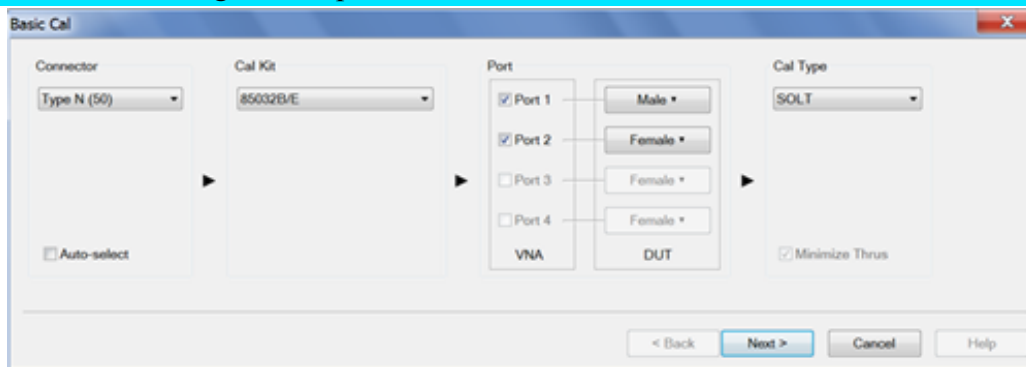 Basic Cal
Connector
Cal Kit
Port
Cal Type
Type N (50)
85032B/E
Port 1
Male
SOLT
Port 2
Female
Port 3
Female
Port 4
Female
Auto-select
VNA
DUT
Minimize Thrus
< Back
Next >
Cancel
Help